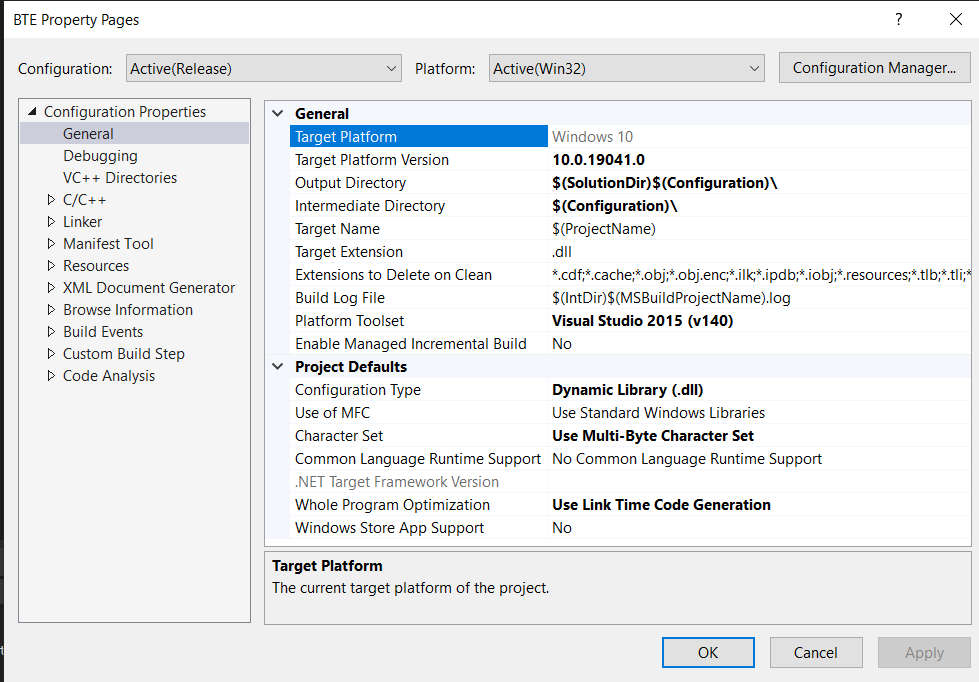 BTE Property Pages
?
Configuration: Active(Release) Platform: Active(Win32) Configuration Manager...
Configuration Properties
General
Debugging
VC++ Directories
C/C++
Linker
Manifest Tool
Resources
XML Document Generator
Browse Information
Build Events
Custom Build Step
Code Analysis
General
Target Platform Windows 10
Target Platform Version 10.0.19041.0
Output Directory $(SolutionDir)$(Configuration)\
Intermediate Directory $(Configuration)\
Target Name $(ProjectName)
Target Extension .dll
Extensions to Delete on Clean *.cdf;*.cache;*.obj;*.obj.enc;*.ilk;*.ipdb;*.iobj;*.resources;*.tlb;*.tli;*
Build Log File $(IntDir)$(MSBuildProjectName).log
Platform Toolset Visual Studio 2015 (v140)
Enable Managed Incremental Build No
Project Defaults
Configuration Type Dynamic Library (.dll)
Use of MFC Use Standard Windows Libraries
Character Set Use Multi-Byte Character Set
Common Language Runtime Support No Common Language Runtime Support
.NET Target Framework Version
Whole Program Optimization Use Link Time Code Generation
Windows Store App Support No
Target Platform
The current target platform of the project.
OK Cancel Apply